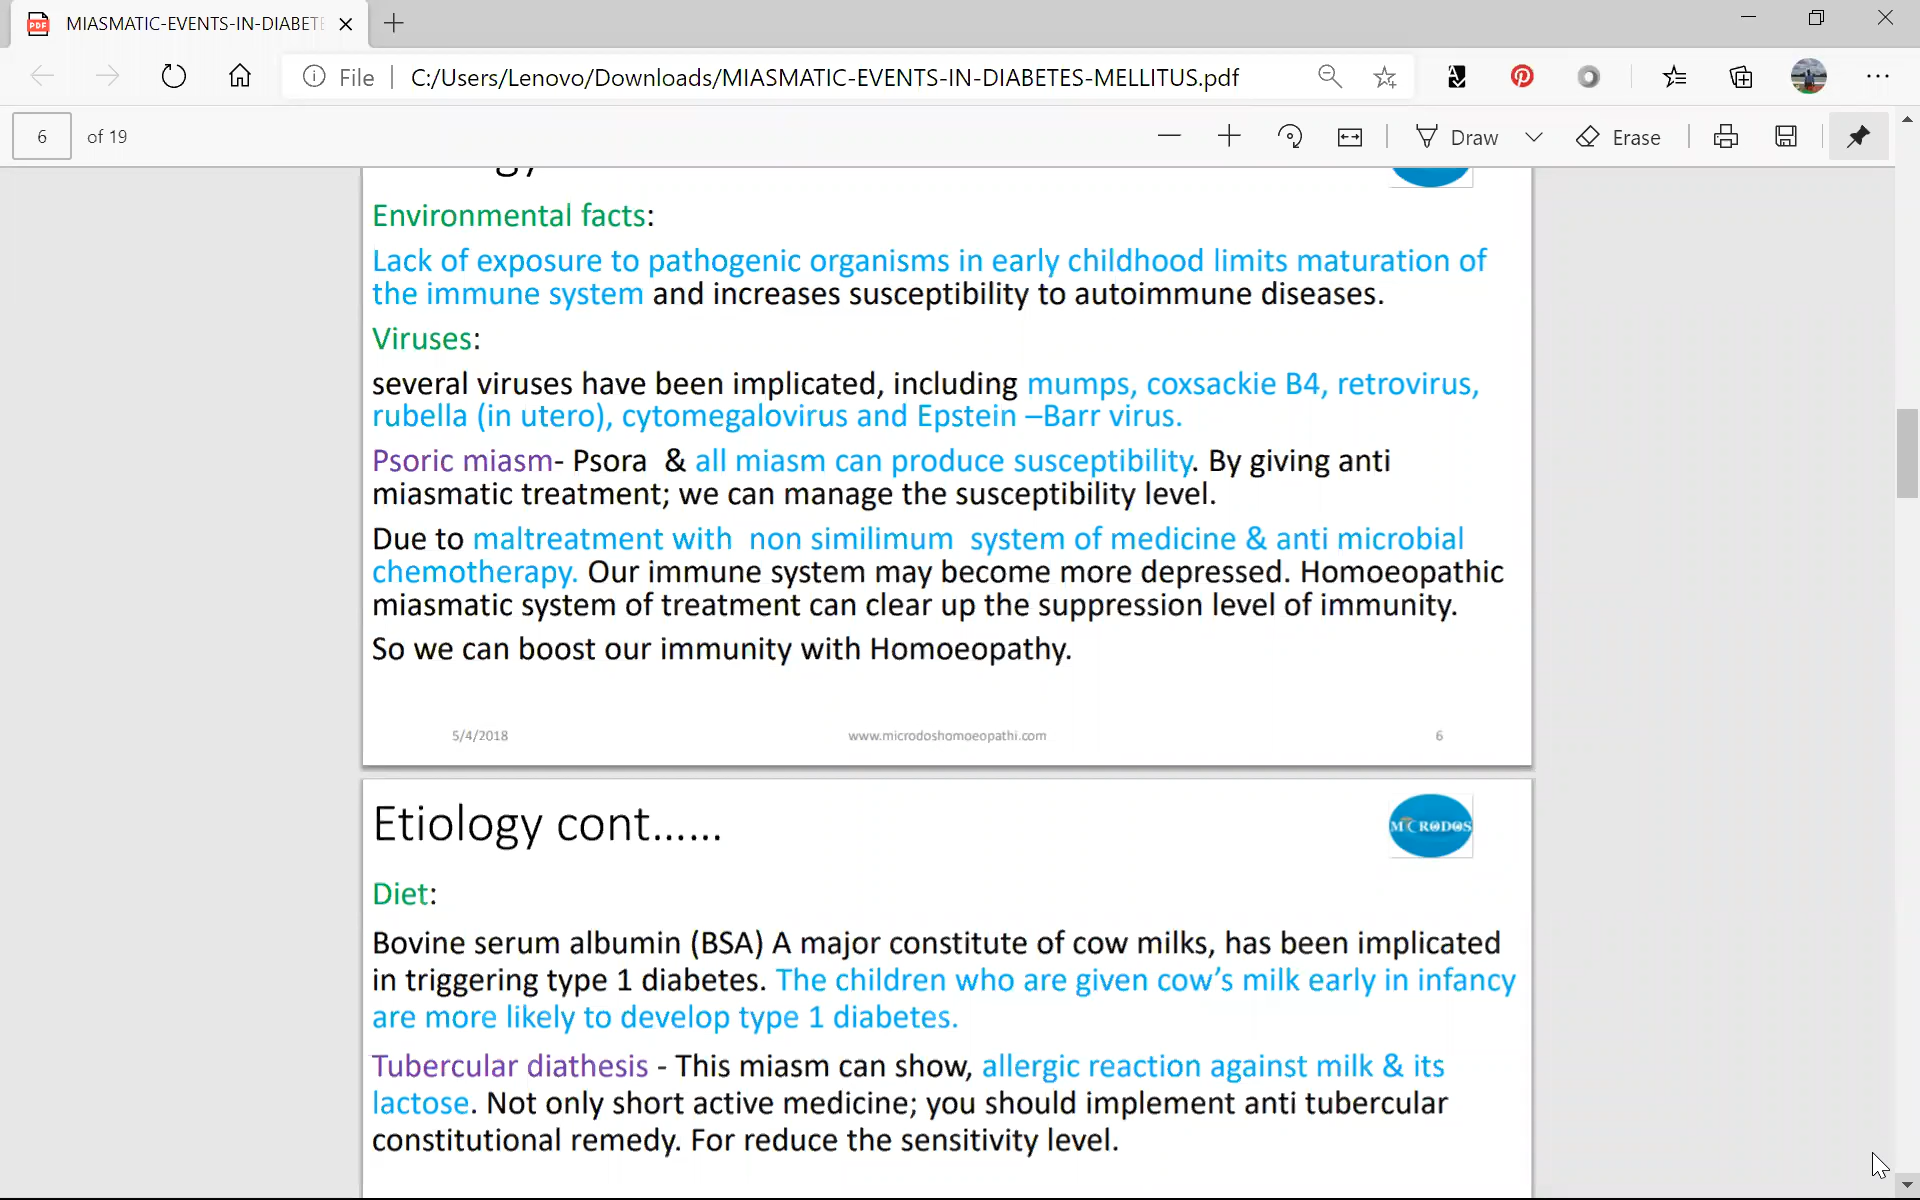 MIASMATIC-EVENTS-IN-DIABETE
File
C:/Users/Lenovo/Downloads/MIASMATIC-EVENTS-IN-DIABETES-MELLITUS.pdf
6 of 19
Draw
Erase
Environmental facts:
Lack of exposure to pathogenic organisms in early childhood limits maturation of
the immune system and increases susceptibility to autoimmune diseases.
Viruses:
several viruses have been implicated, including mumps, coxsackie B4, retrovirus,
rubella (in utero), cytomegalovirus and Epstein –Barr virus.
Psoric miasm- Psora & all miasm can produce susceptibility. By giving anti
miasmatic treatment; we can manage the susceptibility level.
Due to maltreatment with non similimum system of medicine & anti microbial
chemotherapy. Our immune system may become more depressed. Homoeopathic
miasmatic system of treatment can clear up the suppression level of immunity.
So we can boost our immunity with Homoeopathy.
5/4/2018
www.microdoshomoeopathi.com
6
Etiology cont......
MICRODOS
Diet:
Bovine serum albumin (BSA) A major constitute of cow milks, has been implicated
in triggering type 1 diabetes. The children who are given cow's milk early in infancy
are more likely to develop type 1 diabetes.
Tubercular diathesis - This miasm can show, allergic reaction against milk & its
lactose. Not only short active medicine; you should implement anti tubercular
constitutional remedy. For reduce the sensitivity level.